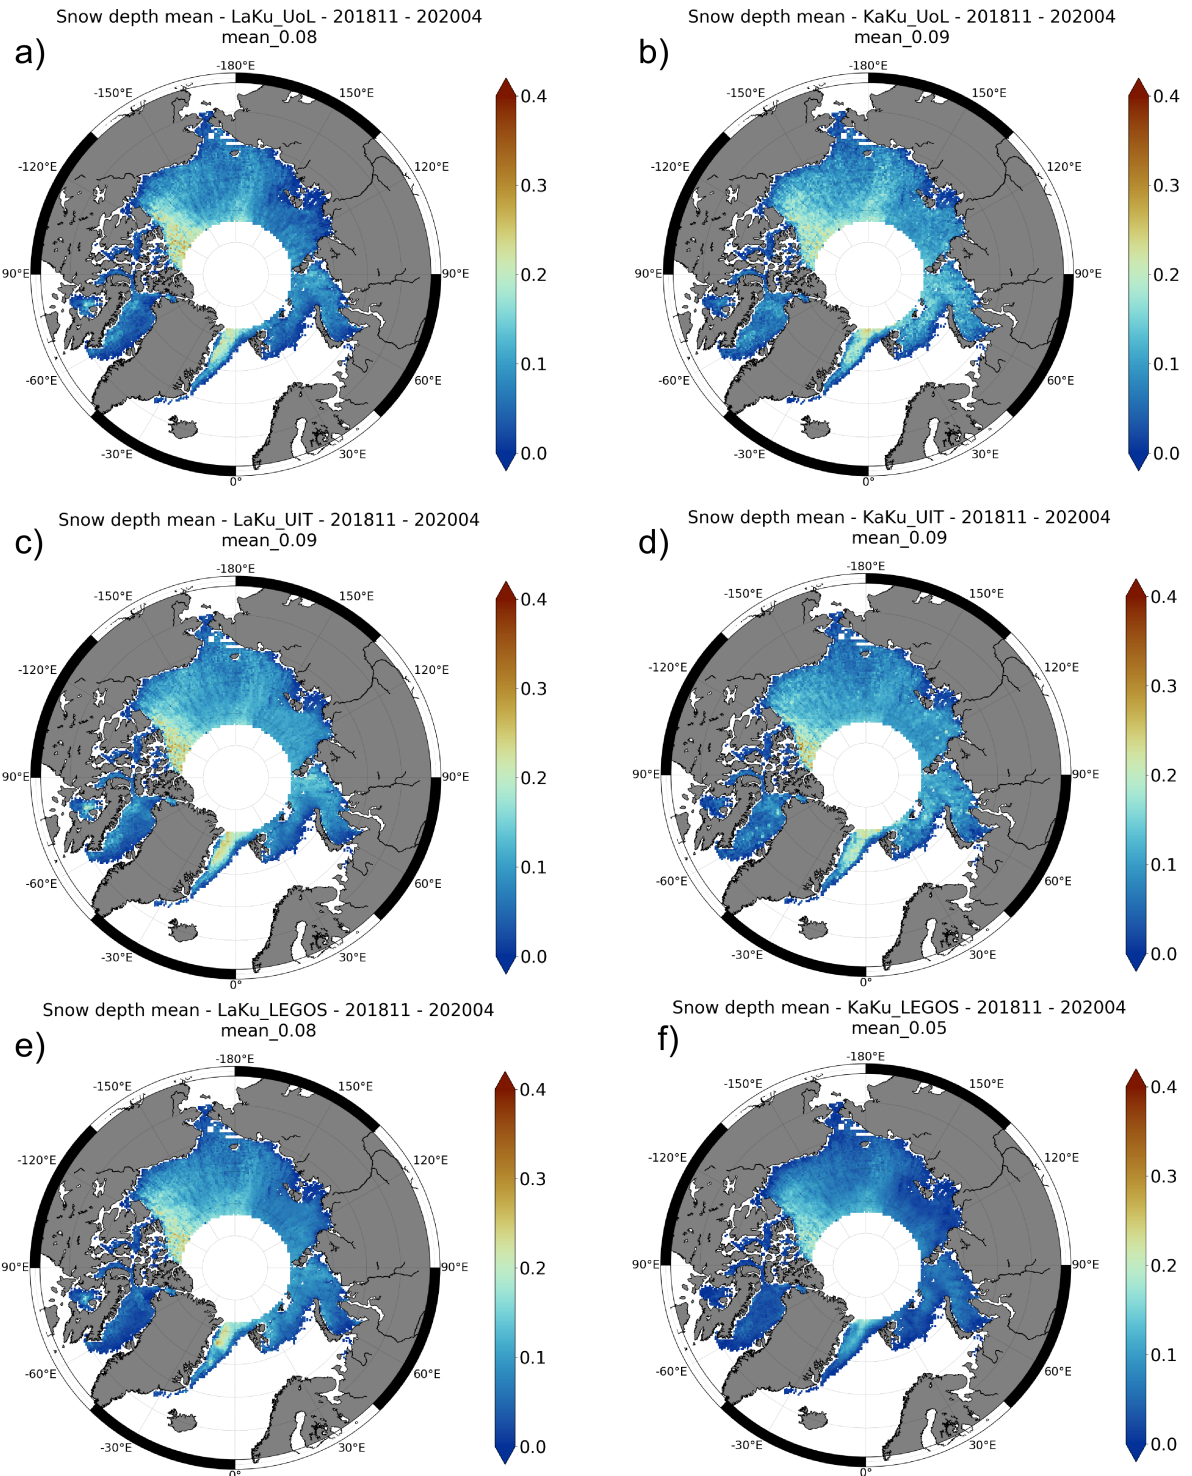 Snow depth mean - LaKu_UoL - 201811 - 202004
mean_0.08
a)
-180°E
-150°E
150°E
-120°E
120°E
90°E
90°E
-60°E
60°E
-30°E
30°E
0°
0.4
0.3
0.2
0.1
0.0
Snow depth mean - KaKu_UoL - 201811 - 202004
mean_0.09
b)
-180°E
-150°E
150°E
-120°E
120°E
90°E
90°E
-60°E
60°E
-30°E
30°E
0°
0.4
0.3
0.2
0.1
0.0
Snow depth mean - LaKu_UIT - 201811 - 202004
mean_0.09
c)
-180°E
-150°E
150°E
-120°E
120°E
90°E
90°E
-60°E
60°E
-30°E
30°E
0°
0.4
0.3
0.2
0.1
0.0
Snow depth mean - KaKu_UIT - 201811 - 202004
mean_0.09
d)
-180°E
-150°E
150°E
-120°E
120°E
90°E
90°E
-60°E
60°E
-30°E
30°E
0°
0.4
0.3
0.2
0.1
0.0
Snow depth mean - LaKu_LEGOS - 201811 - 202004
mean_0.08
e)
-180°E
-150°E
150°E
-120°E
120°E
90°E
90°E
-60°E
60°E
-30°E
30°E
0°
0.4
0.3
0.2
0.1
0.0
Snow depth mean - KaKu_LEGOS - 201811 - 202004
mean_0.05
f)
-180°E
-150°E
150°E
-120°E
120°E
90°E
90°E
-60°E
60°E
-30°E
30°E
0°
0.4
0.3
0.2
0.1
0.0